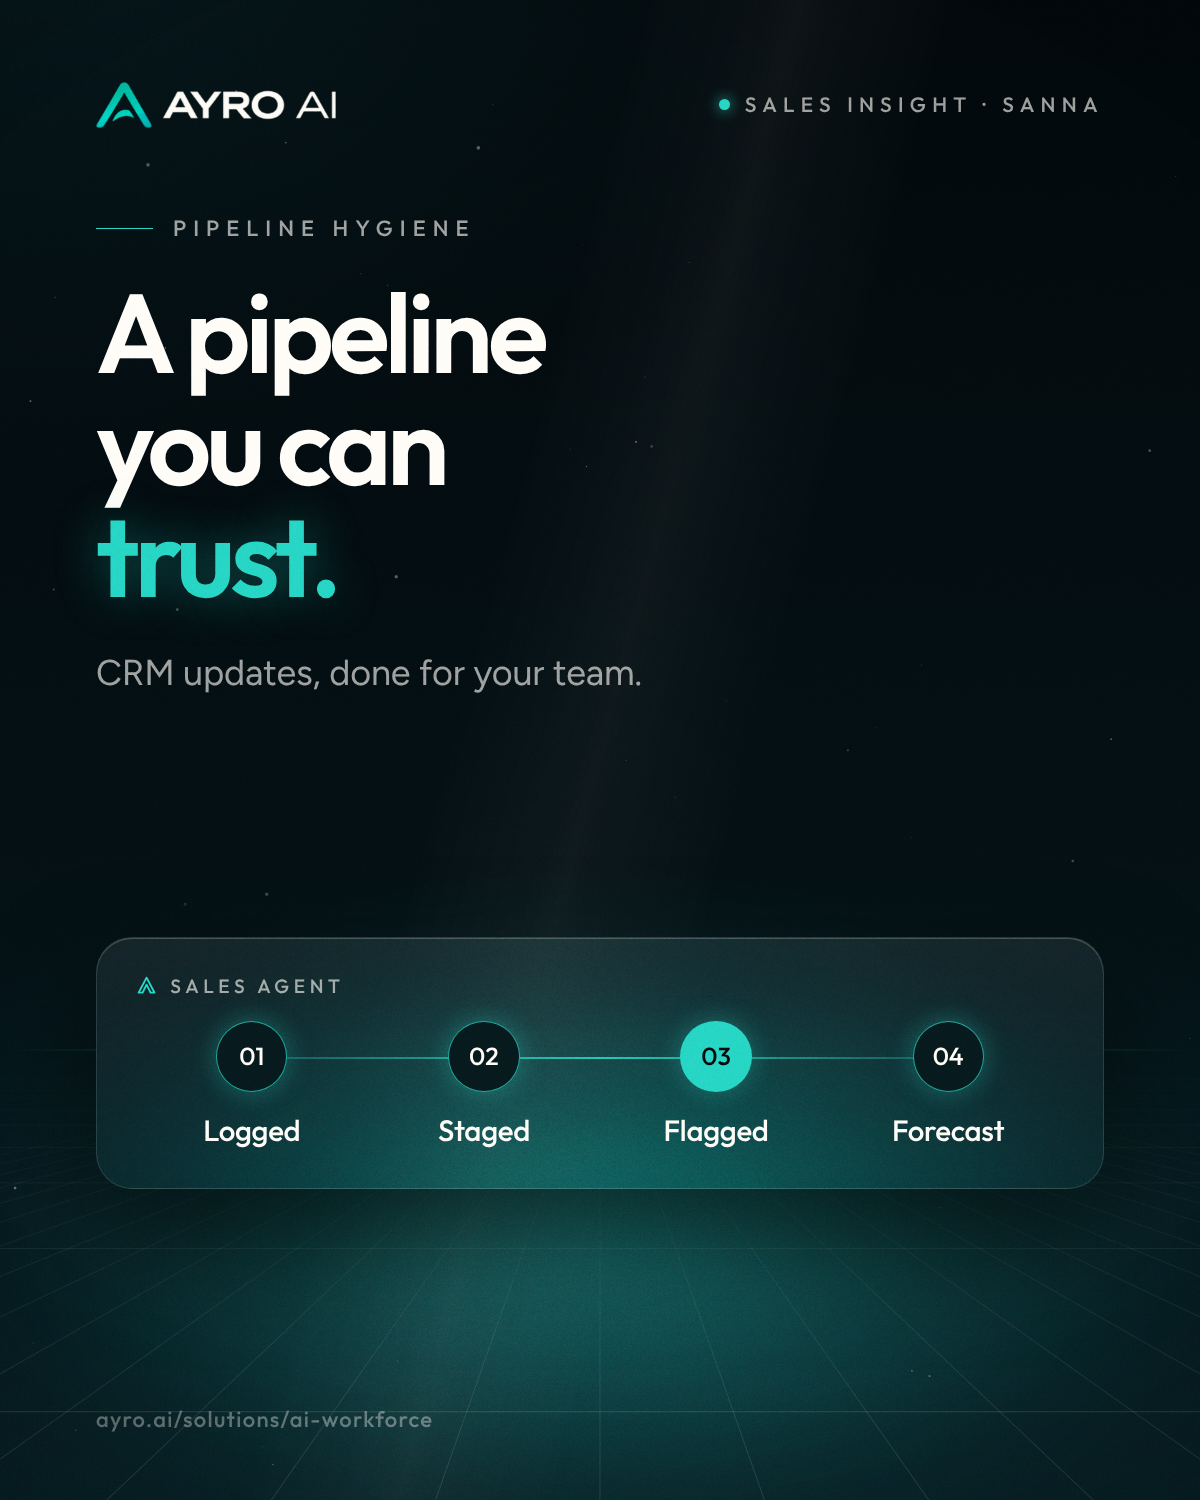 AYRO AI
SALES INSIGHT · SANNA
PIPELINE HYGIENE
A pipeline
you can
trust.
CRM updates, done for your team.
SALES AGENT
01 02 03 04
Logged Staged Flagged Forecast
ayro.ai/solutions/ai-workforce